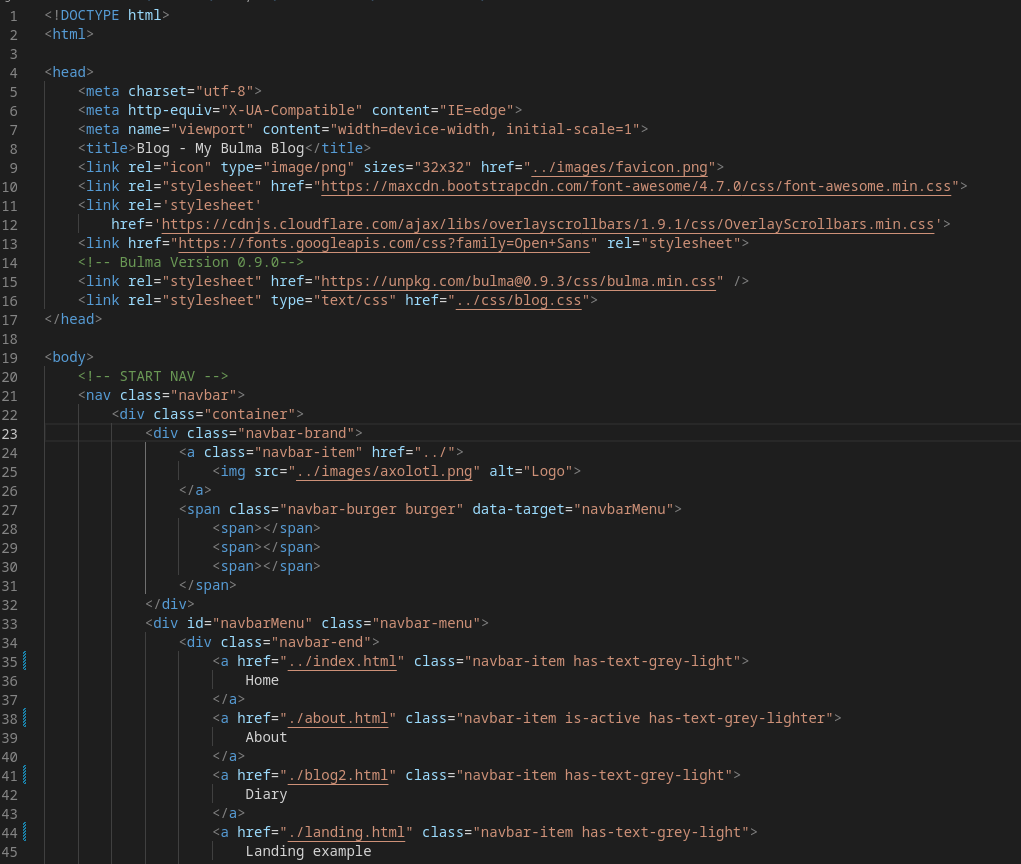 1 <!DOCTYPE html>
2 <html>
3
4 <head>
5 <meta charset="utf-8">
6 <meta http-equiv="X-UA-Compatible" content="IE=edge">
7 <meta name="viewport" content="width=device-width, initial-scale=1">
8 <title>Blog - My Bulma Blog</title>
9 <link rel="icon" type="image/png" sizes="32x32" href="../images/favicon.png">
10 <link rel="stylesheet" href="https://maxcdn.bootstrapcdn.com/font-awesome/4.7.0/css/font-awesome.min.css">
11 <link rel='stylesheet'
12 href='https://cdnjs.cloudflare.com/ajax/libs/overlayscrollbars/1.9.1/css/OverlayScrollbars.min.css'>
13 <link href="https://fonts.googleapis.com/css?family=Open+Sans" rel="stylesheet">
14 <!-- Bulma Version 0.9.0-->
15 <link rel="stylesheet" href="https://unpkg.com/bulma@0.9.3/css/bulma.min.css" />
16 <link rel="stylesheet" type="text/css" href="../css/blog.css">
17 </head>
18
19 <body>
20 <!-- START NAV -->
21 <nav class="navbar">
22 <div class="container">
23 <div class="navbar-brand">
24 <a class="navbar-item" href="../">
25 <img src="../images/axolotl.png" alt="Logo">
26 </a>
27 <span class="navbar-burger burger" data-target="navbarMenu">
28 <span></span>
29 <span></span>
30 <span></span>
31 </span>
32 </div>
33 <div id="navbarMenu" class="navbar-menu">
34 <div class="navbar-end">
35 <a href="../index.html" class="navbar-item has-text-grey-light">
36 Home
37 </a>
38 <a href="./about.html" class="navbar-item is-active has-text-grey-lighter">
39 About
40 </a>
41 <a href="./blog2.html" class="navbar-item has-text-grey-light">
42 Diary
43 </a>
44 <a href="./landing.html" class="navbar-item has-text-grey-light">
45 Landing example